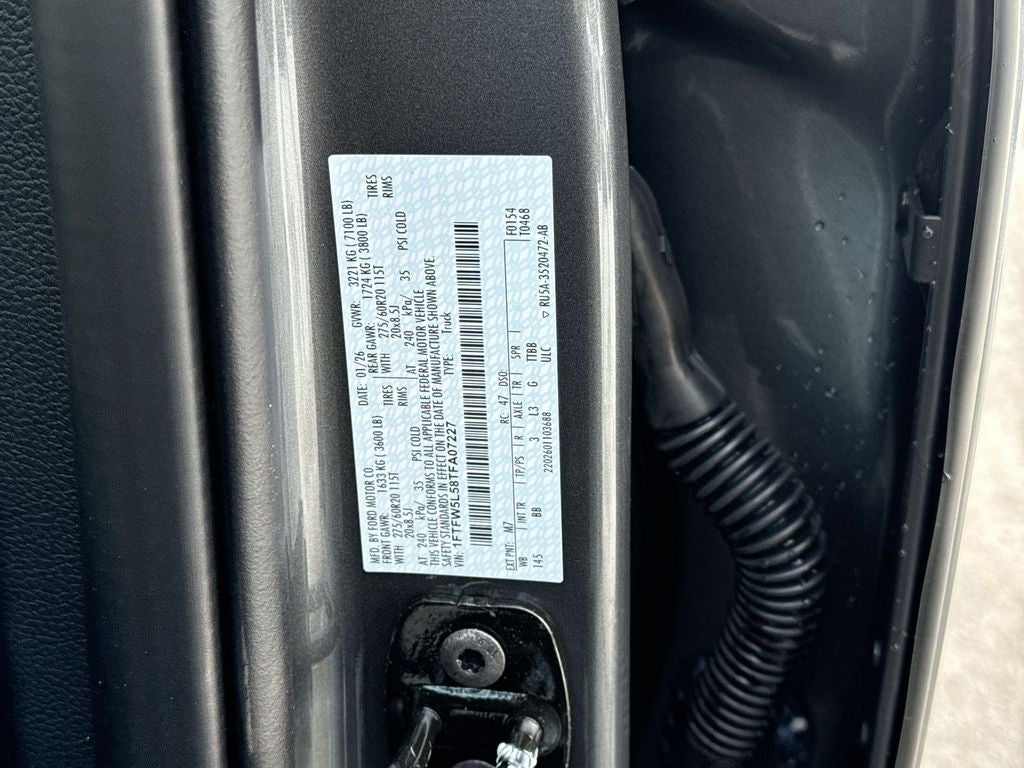 MFD. BY FORD MOTOR CO. DATE: 01/26 GVWR: 3221 KG ( 7100 LB)
FRONT GAWR: 1633 KG ( 3600 LB) REAR GAWR: 1724 KG ( 3800 LB)
WITH 275/60R20 115T TIRES WITH 275/60R20 115T TIRES
20x8.5J RIMS 20x8.5J RIMS
AT 240 kPa/ 35 PSI COLD AT 240 kPa/ 35 PSI COLD
THIS VEHICLE CONFORMS TO ALL APPLICABLE FEDERAL MOTOR VEHICLE
SAFETY STANDARDS IN EFFECT ON THE DATE OF MANUFACTURE SHOWN ABOVE.
VIN: 1FTFW5L58TFA07227 TYPE: Truck
F0154
T0468
EXT PNT: M7 RC: 47 DSO:
WB INT TR TP/PS R AXLE TR SPR
145 BB 3 L3 G TTBB
2202601103688 ULC ▽ RU5A-3520472-AB